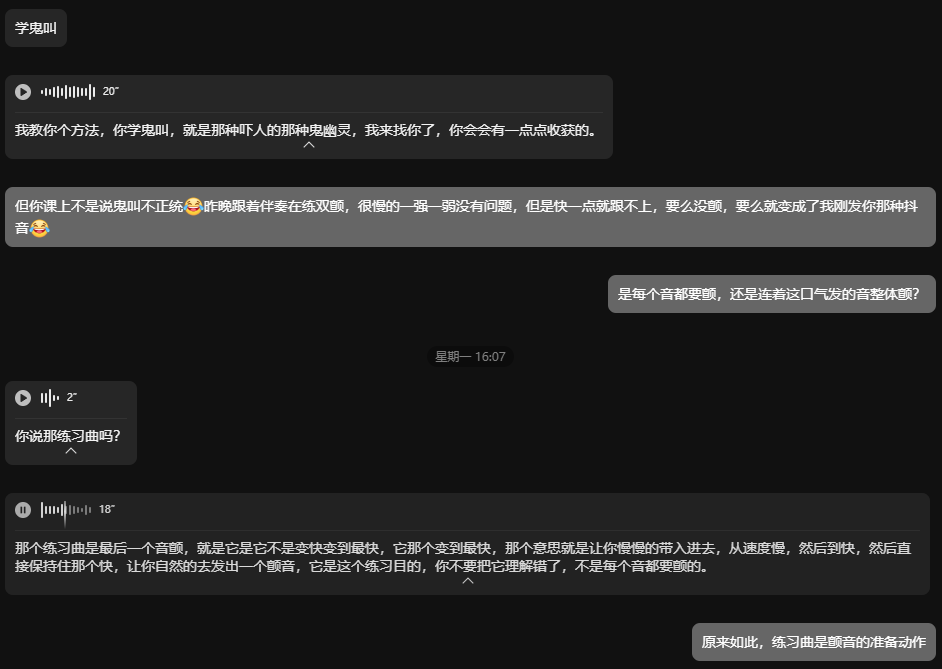 学鬼叫
20″
我教你个方法，你学鬼叫，就是那种吓人的那种鬼幽灵，我来找你了，你会会有一点点收获的。
但你课上不是说鬼叫不正统😂昨晚跟着伴奏在练双颤，很慢的一强一弱没有问题，但是快一点就跟不上，要么没颤，要么就变成了我刚发你那种抖
音😂
是每个音都要颤，还是连着这口气发的音整体颤？
星期一 16:07
2″
你说那练习曲吗？
18″
那个练习曲是最后一个音颤，就是它是它不是变快变到最快，它那个变到最快，那个意思就是让你慢慢的带入进去，从速度慢，然后到快，然后直
接保持住那个快，让你自然的去发出一个颤音，它是这个练习目的，你不要把它理解错了，不是每个音都要颤的。
原来如此，练习曲是颤音的准备动作